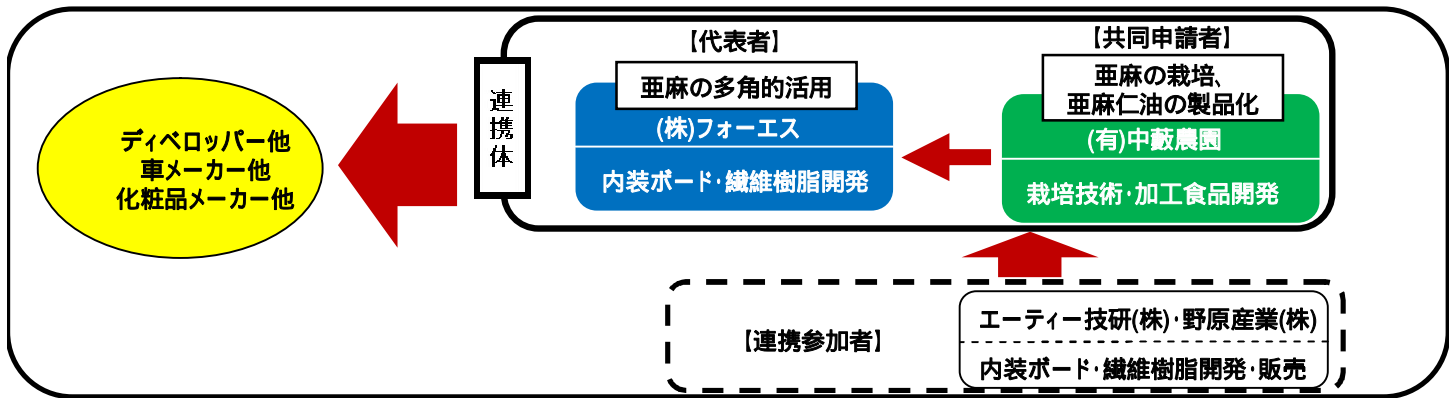 【代表者】
【共同申請者】
連携体
亜麻の多角的活用
(株)フォーエス
内装ボード・繊維樹脂開発
亜麻の栽培、
亜麻仁油の製品化
(有)中藪農園
栽培技術・加工食品開発
ディベロッパー他
車メーカー他
化粧品メーカー他
【連携参加者】
エーティー技研(株)・野原産業(株)
内装ボード・繊維樹脂開発・販売